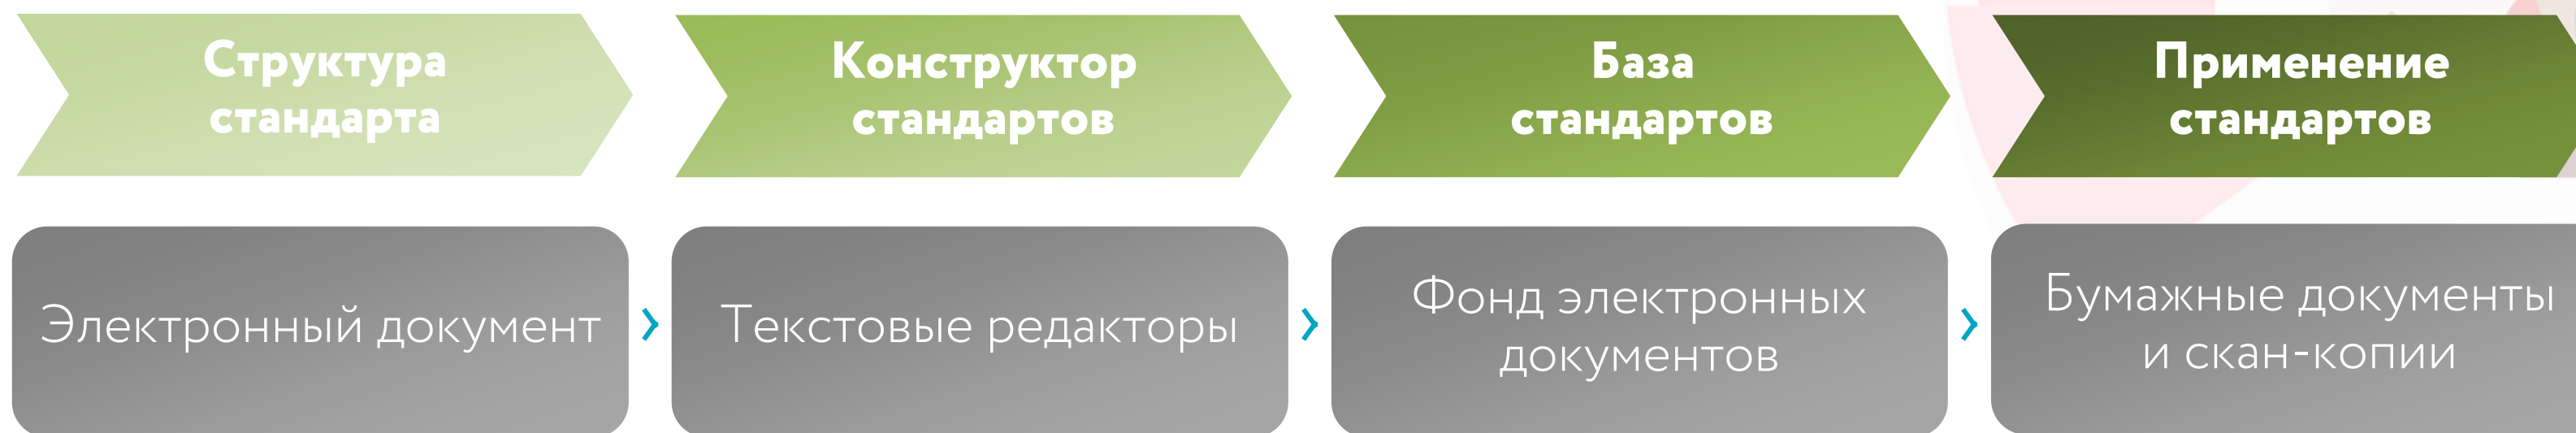 Структура
стандарта
Конструктор
стандартов
База
стандартов
Применение
стандартов
Электронный документ
Текстовые редакторы
Фонд электронных
документов
Бумажные документы
и скан-копии